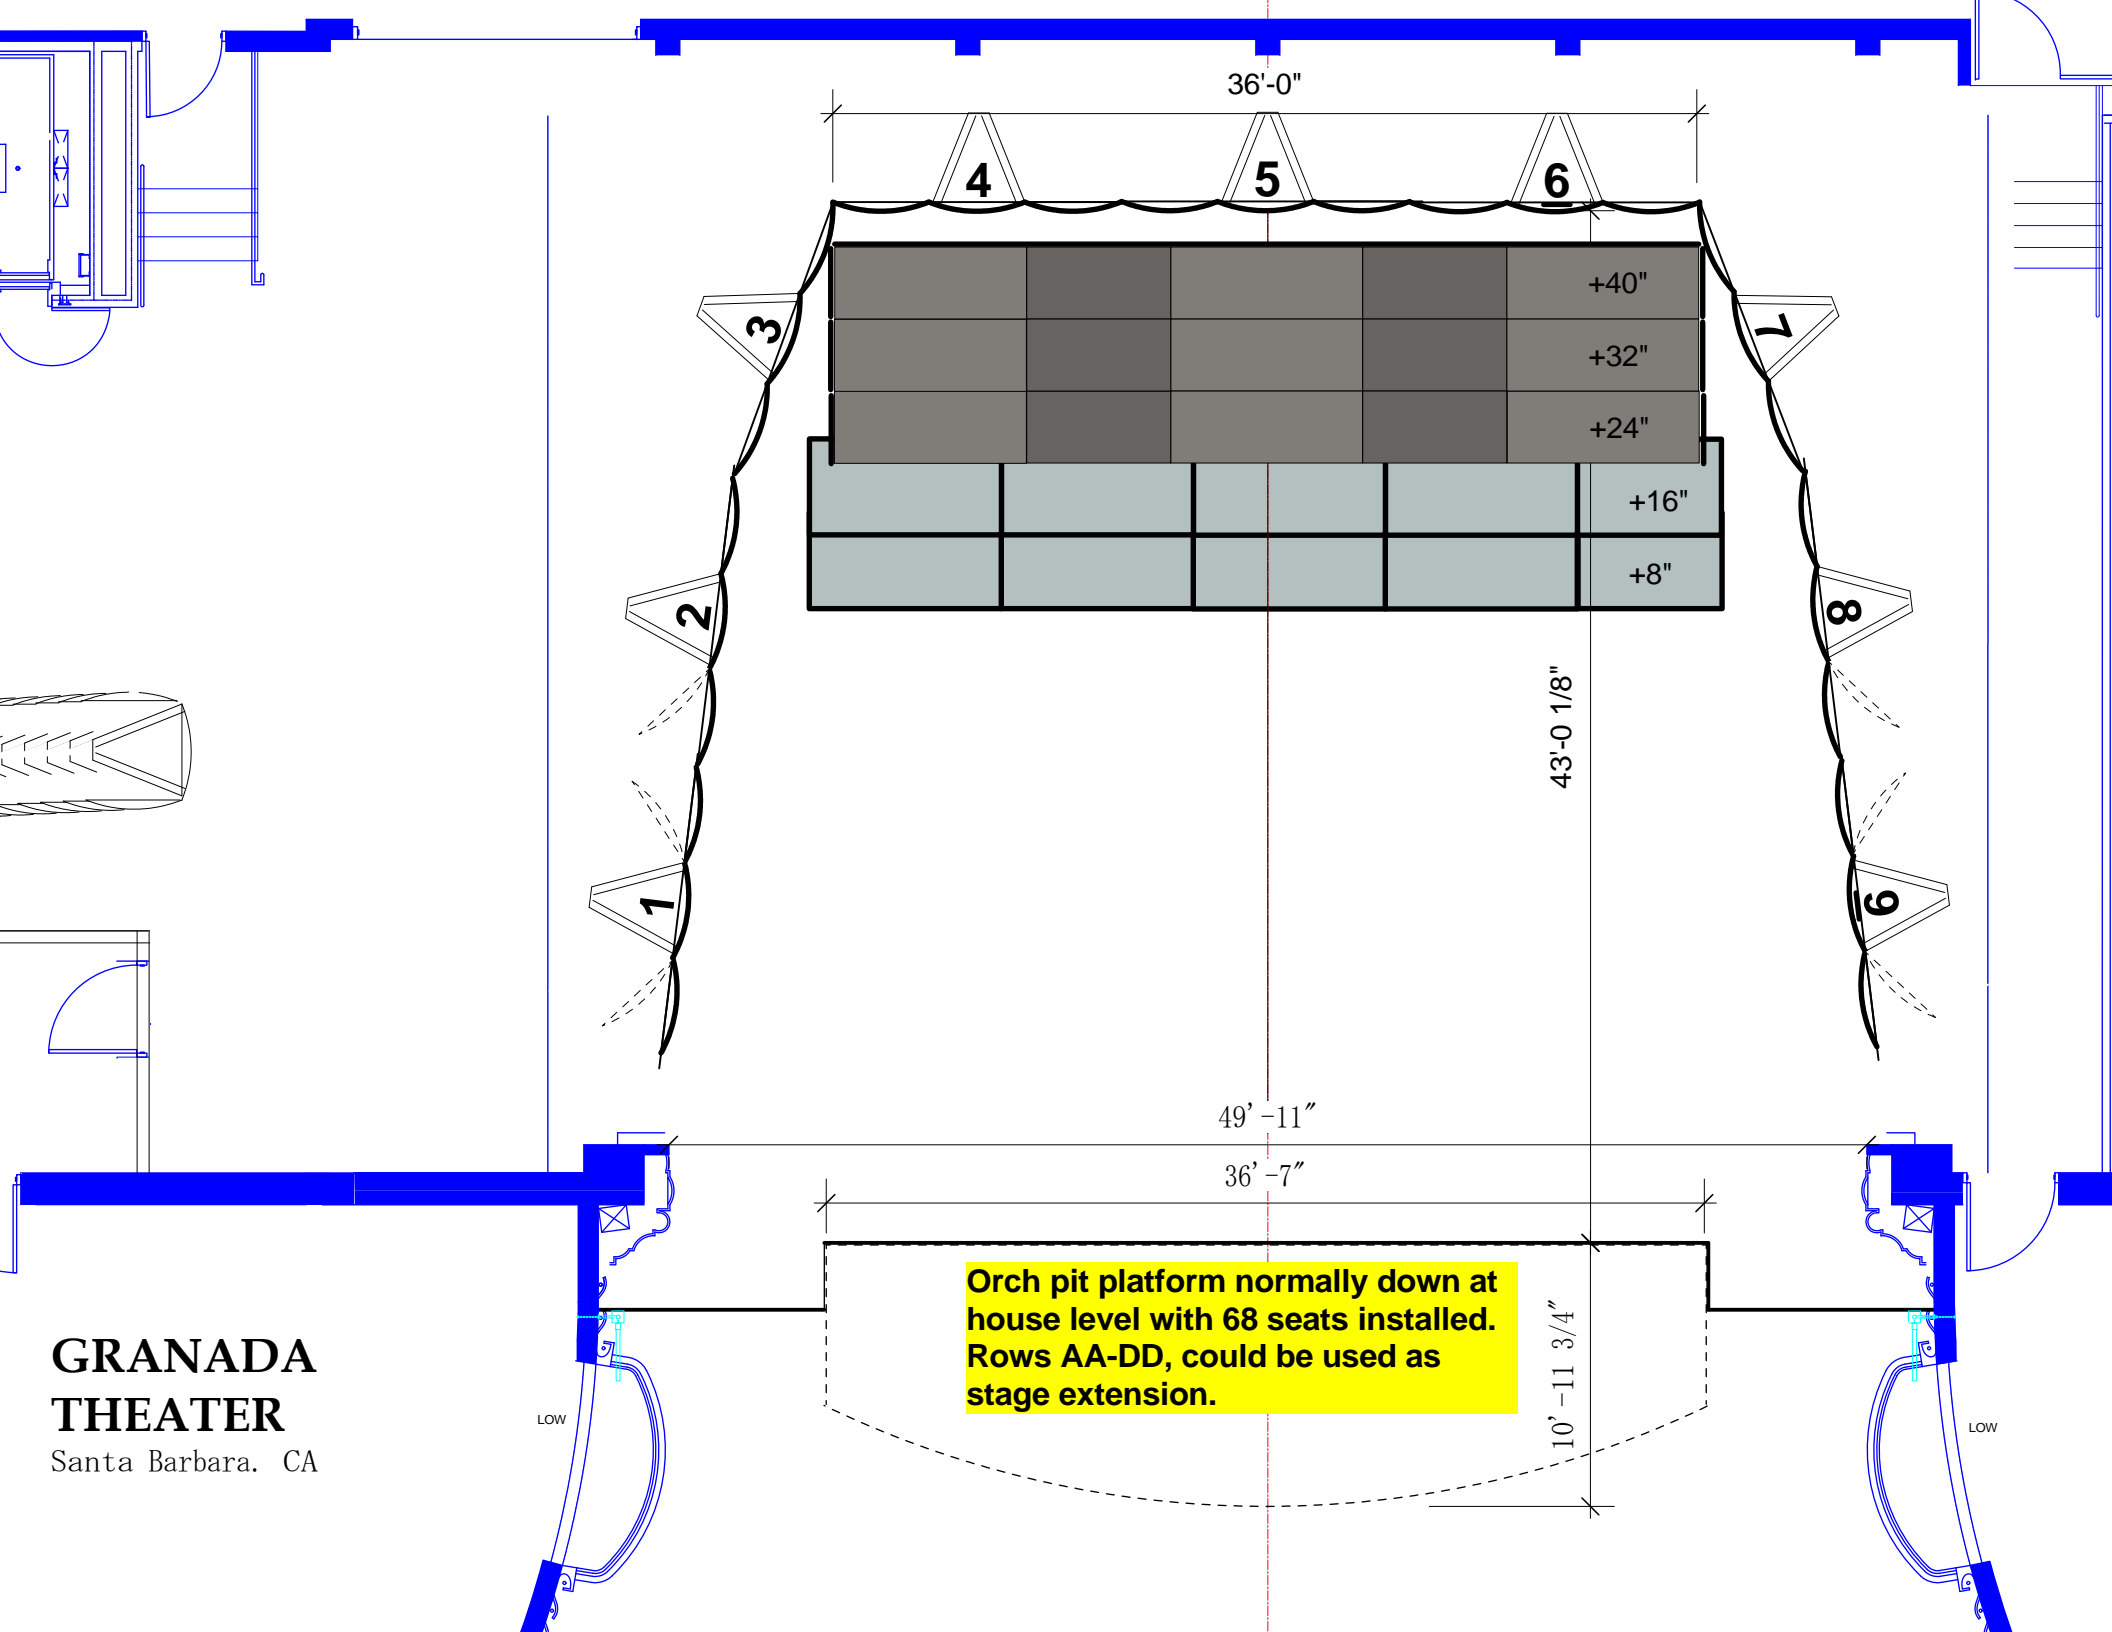 36'-0"
4
5
6
3
7
+40"
+32"
+24"
+16"
+8"
2
8
43'-0 1/8"
1
9
49'-11"
36'-7"
Orch pit platform normally down at
house level with 68 seats installed.
Rows AA-DD, could be used as
stage extension.
10'-11 3/4"
GRANADA
THEATER
Santa Barbara. CA
LOW
LOW